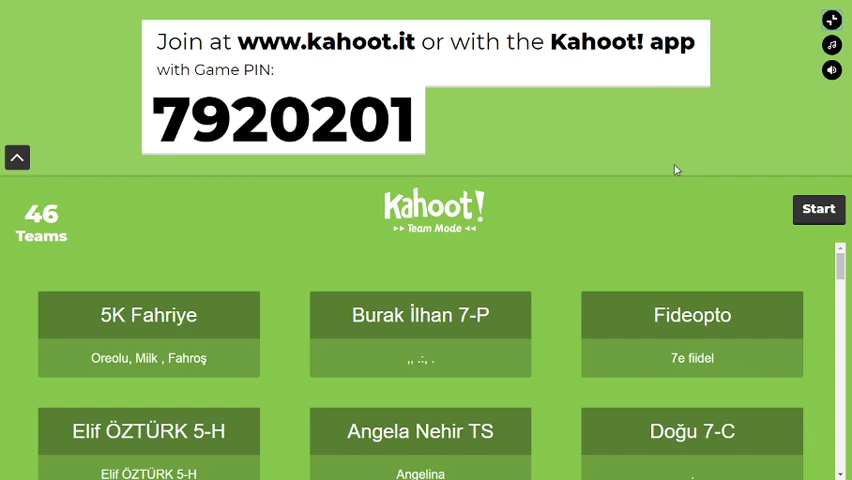 Join at www.kahoot.it or with the Kahoot! app
with Game PIN:
7920201
46
Teams
Kahoot!
Team Mode
Start
5K Fahriye
Oreolu, Milk , Fahroş
Burak İlhan 7-P
,, .:, .
Fideopto
7e fiidel
Elif ÖZTÜRK 5-H
Elif ÖZTÜRK 5-H
Angela Nehir TS
Angelina
Doğu 7-C
.